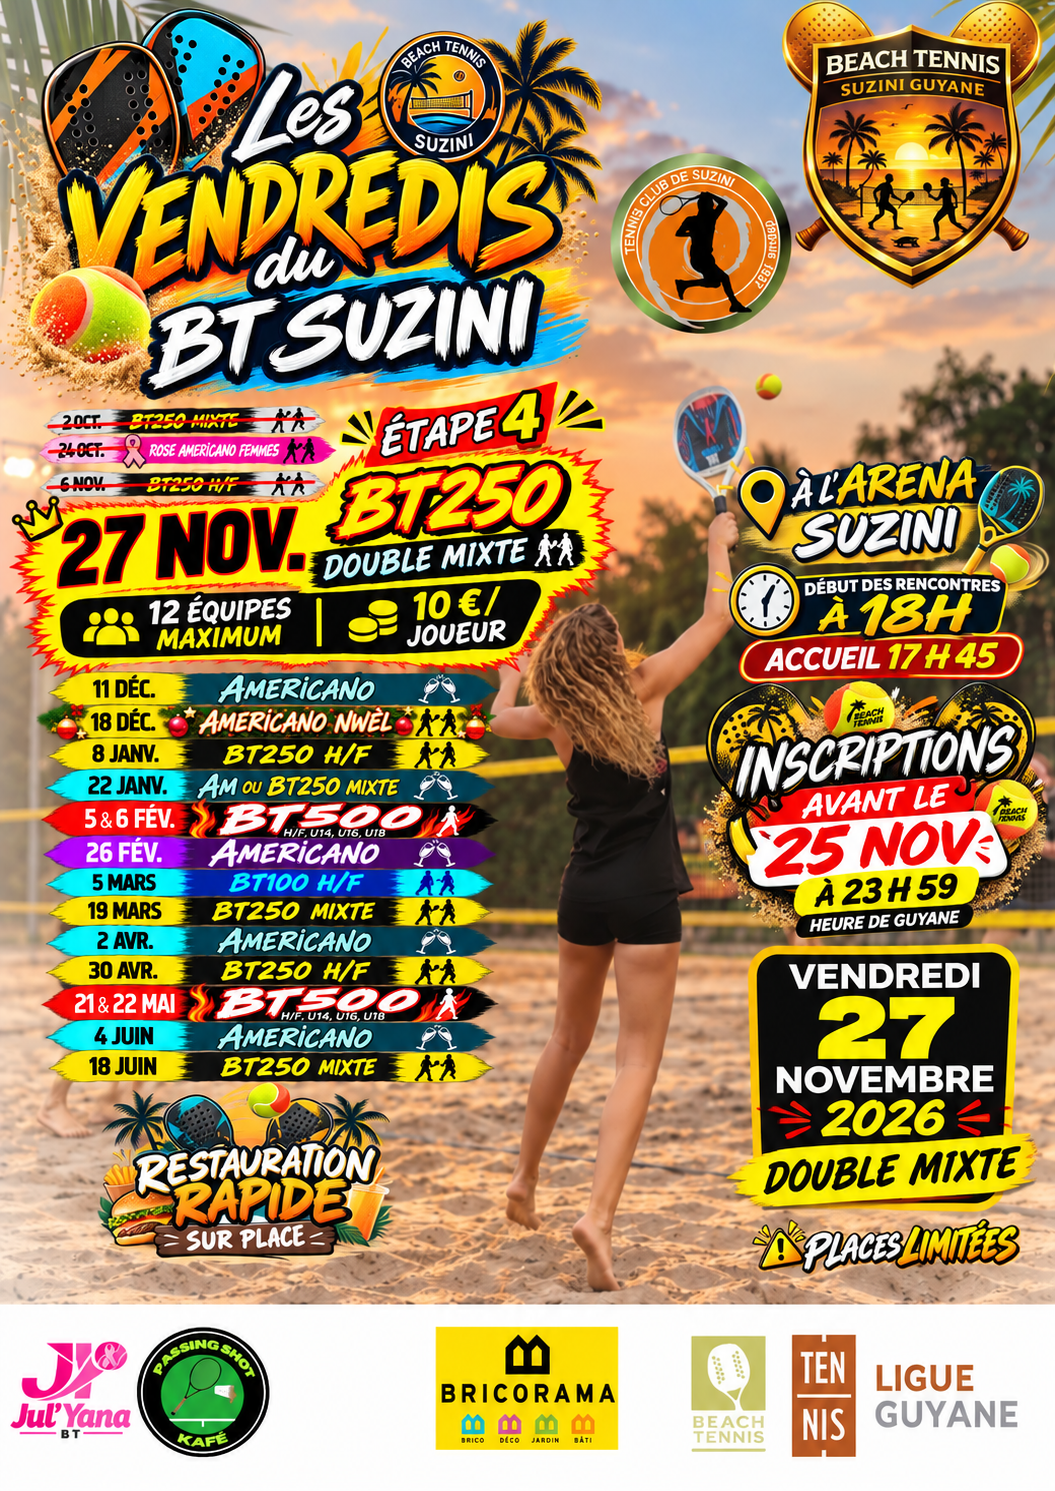 Les
VENDREDIS
du
BT SUZINI
BEACH TENNIS
SUZINI
TENNIS CLUB DE SUZINI
depuis 1997
BEACH TENNIS
SUZINI GUYANE
2 OCT. BT250 MIXTE
24 OCT. ROSE AMERICANO FEMMES
6 NOV. BT250 H/F
ÉTAPE 4
27 NOV.
BT250
DOUBLE MIXTE
12 ÉQUIPES
MAXIMUM
10 €/
JOUEUR
11 DÉC. AMERICANO
18 DÉC. AMERICANO NWÈL
8 JANV. BT250 H/F
22 JANV. AM OU BT250 MIXTE
5 & 6 FÉV. BT500
H/F, U14, U16, U18
26 FÉV. AMERICANO
5 MARS BT100 H/F
19 MARS BT250 MIXTE
2 AVR. AMERICANO
30 AVR. BT250 H/F
21 & 22 MAI BT500
H/F, U14, U16, U18
4 JUIN AMERICANO
18 JUIN BT250 MIXTE
RESTAURATION
RAPIDE
SUR PLACE
À L'ARENA
SUZINI
DÉBUT DES RENCONTRES
À 18H
ACCUEIL 17 H 45
BEACH
TENNIS
INSCRIPTIONS
AVANT LE
BEACH
TENNIS
25 NOV
À 23 H 59
HEURE DE GUYANE
VENDREDI
27
NOVEMBRE
2026
DOUBLE MIXTE
PLACES LIMITÉES
Jul'Yana
BT
PASSING SHOT
KAFÉ
BRICORAMA
BRICO DÉCO JARDIN BÂTI
BEACH
TENNIS
TEN
NIS
LIGUE
GUYANE